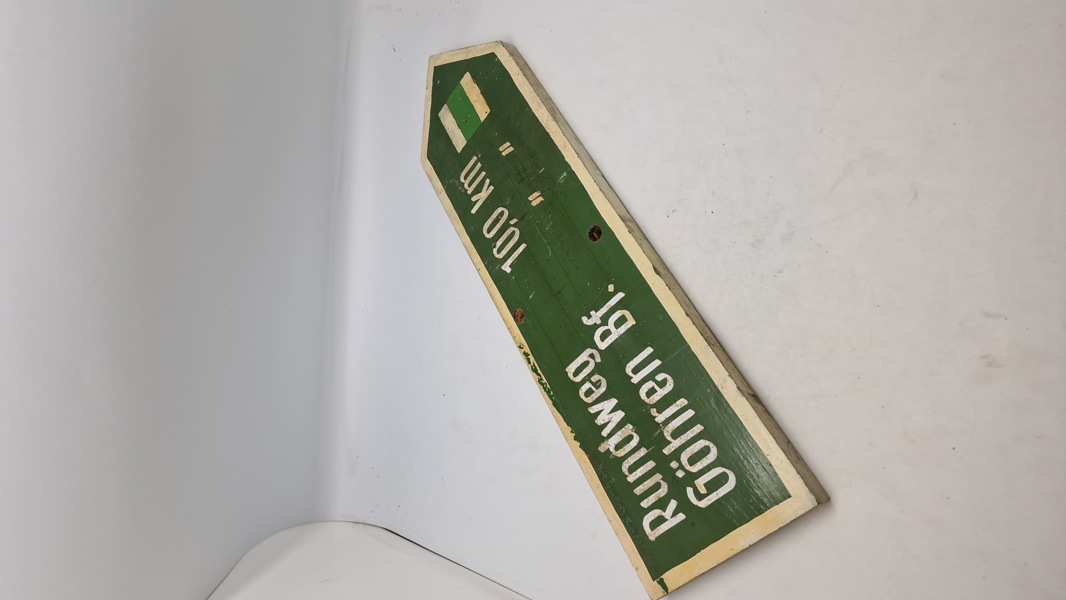 Rundweg 10,0 km
Göhren Bf. " "